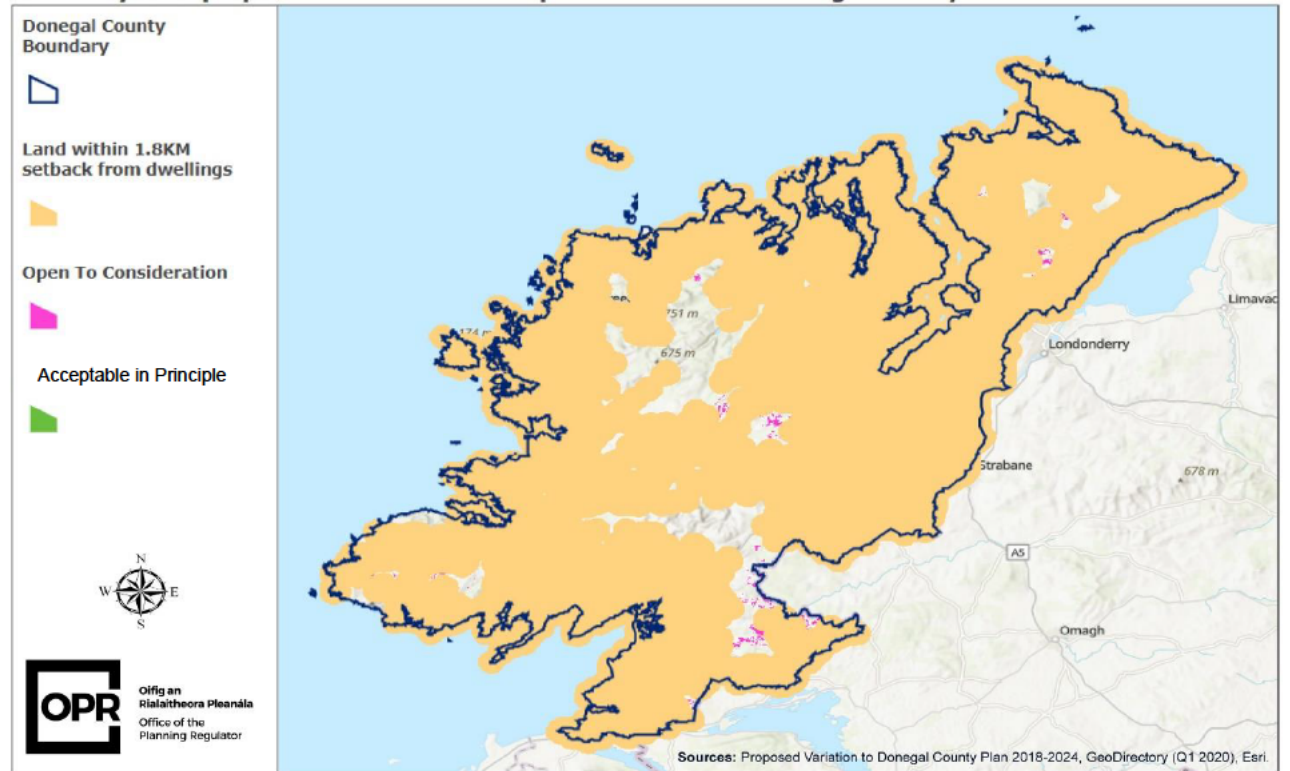 Donegal County
Boundary
Land within 1.8KM
setback from dwellings
Open To Consideration
Acceptable in Principle
N
W E
S
OPR
Oifig an
Rialaitheora Pleanála
Office of the
Planning Regulator
174 m
751 m
675 m
Limavac
Londonderry
Strabane
678 m
A5
Omagh
Sources: Proposed Variation to Donegal County Plan 2018-2024, GeoDirectory (Q1 2020), Esri.